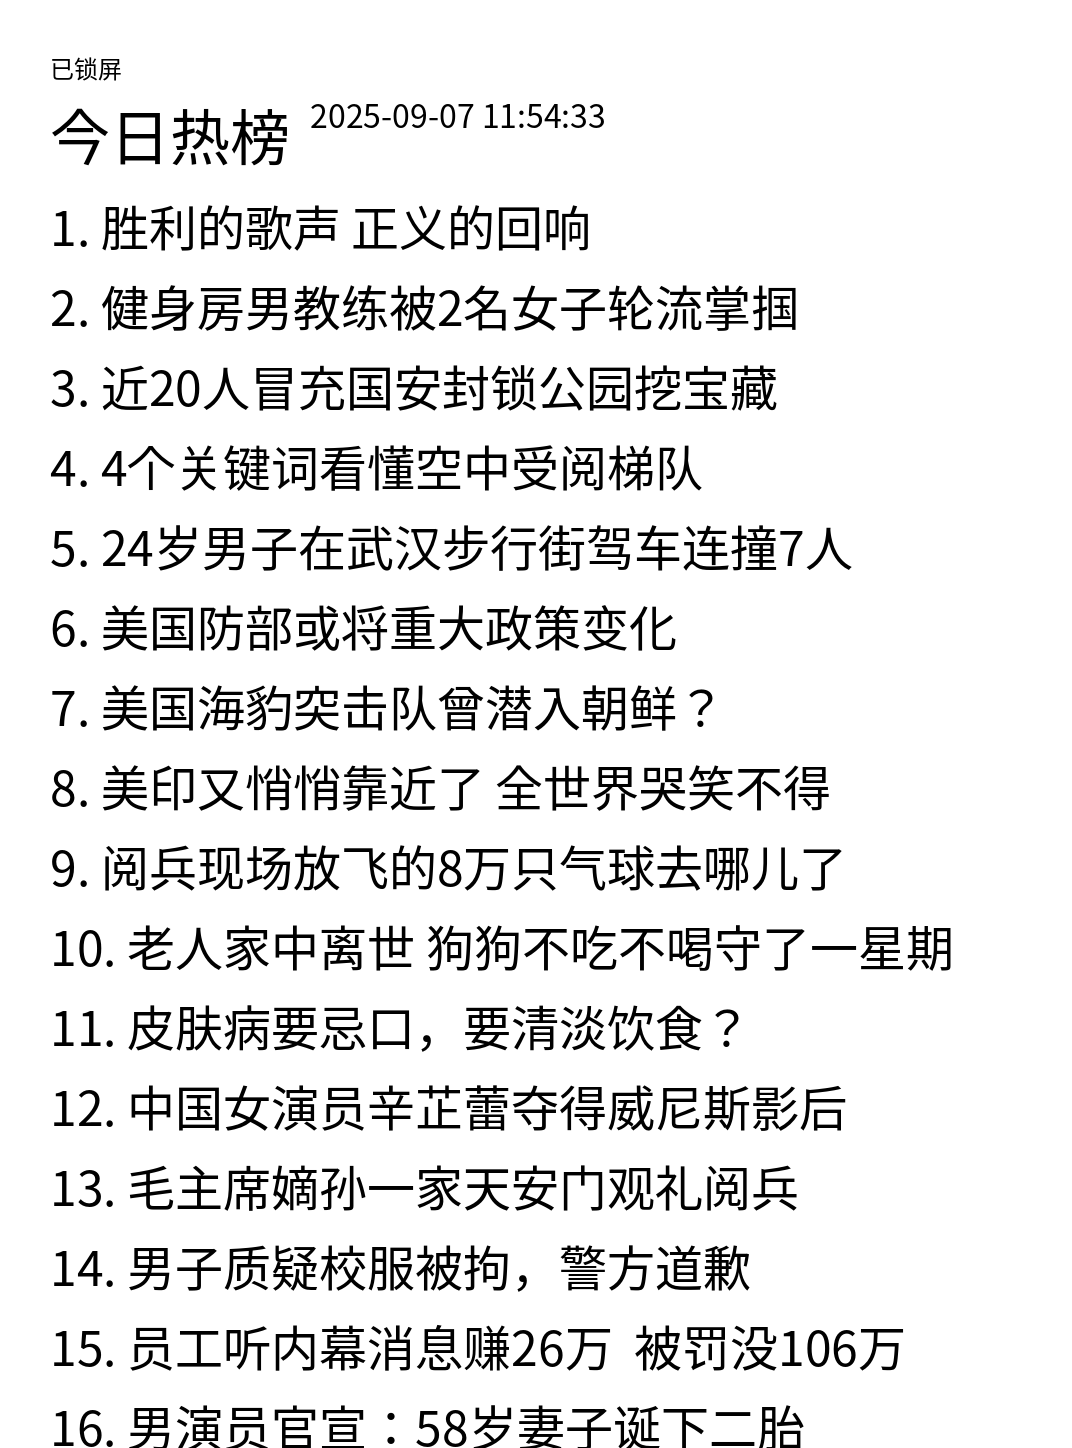 已锁屏
今日热榜 2025-09-07 11:54:33
1. 胜利的歌声 正义的回响
2. 健身房男教练被2名女子轮流掌掴
3. 近20人冒充国安封锁公园挖宝藏
4. 4个关键词看懂空中受阅梯队
5. 24岁男子在武汉步行街驾车连撞7人
6. 美国防部或将重大政策变化
7. 美国海豹突击队曾潜入朝鲜？
8. 美印又悄悄靠近了 全世界哭笑不得
9. 阅兵现场放飞的8万只气球去哪儿了
10. 老人家中离世 狗狗不吃不喝守了一星期
11. 皮肤病要忌口，要清淡饮食？
12. 中国女演员辛芷蕾夺得威尼斯影后
13. 毛主席嫡孙一家天安门观礼阅兵
14. 男子质疑校服被拘，警方道歉
15. 员工听内幕消息赚26万  被罚没106万
16. 男演员官宣：58岁妻子诞下二胎